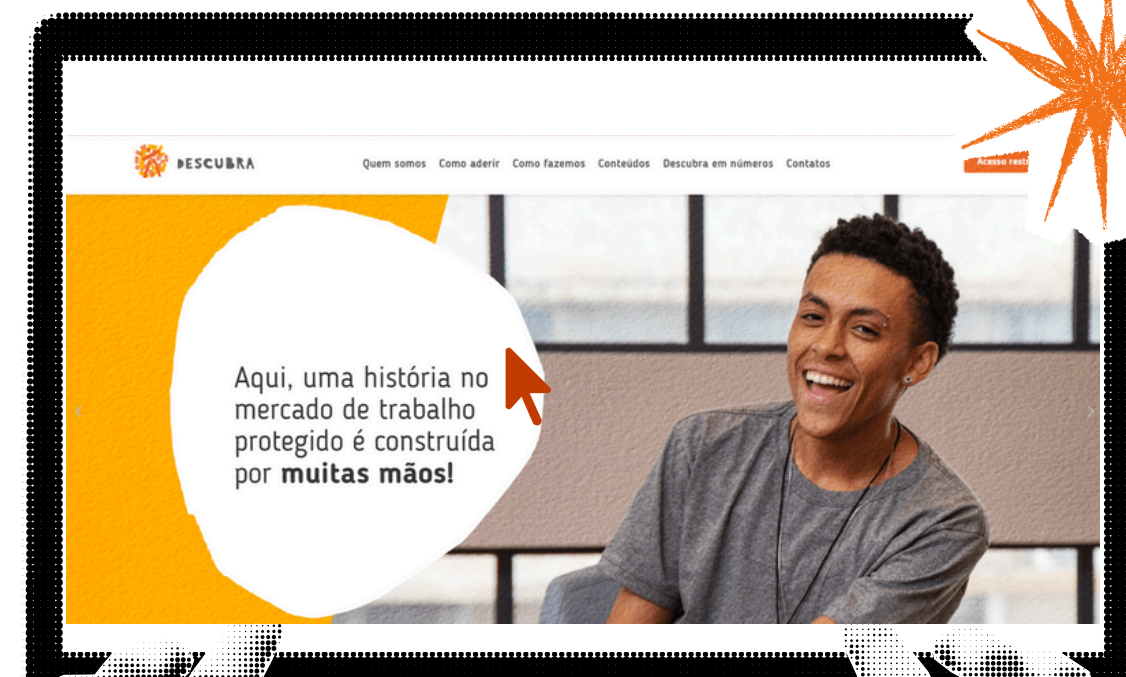 DESCUBRA
Quem somos Como aderir Como fazemos Conteúdos Descubra em números Contatos
Acesso
Aqui, uma história no
mercado de trabalho
protegido é construída
por muitas mãos!